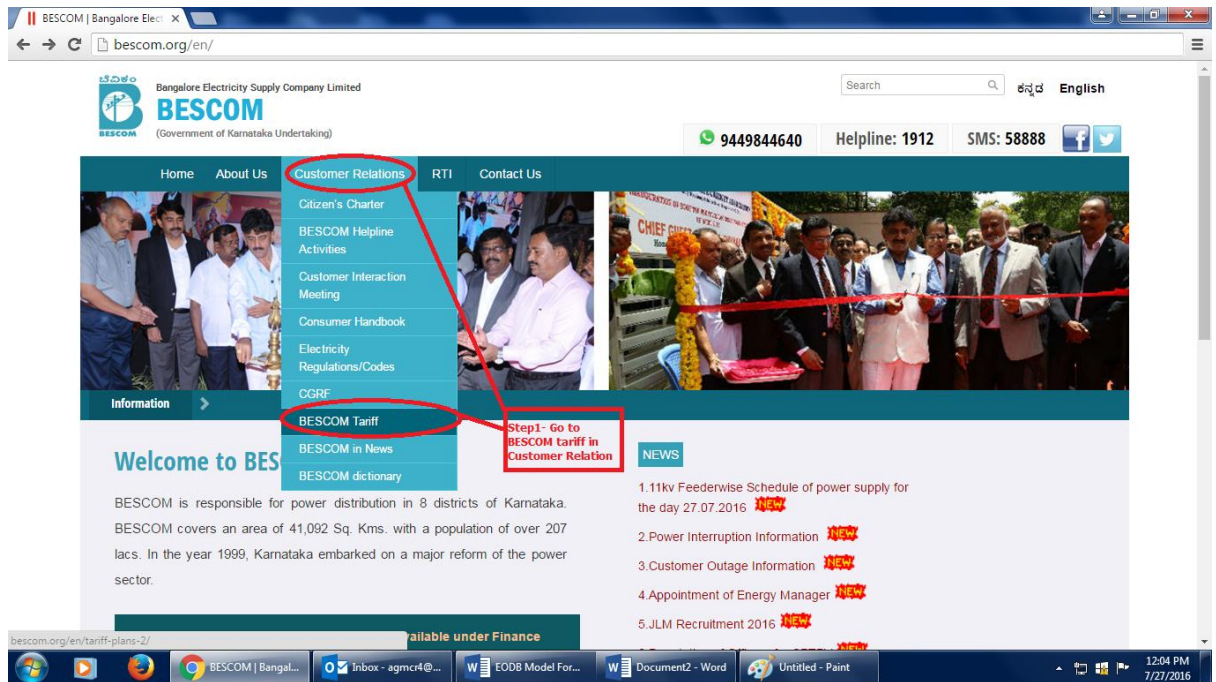 BESCOM | Bangalore Elect
bescom.org/en/
ಬೆವಿಕಂ
BESCOM
Bangalore Electricity Supply Company Limited
BESCOM
(Government of Karnataka Undertaking)
Search
ಕನ್ನಡ English
9449844640
Helpline: 1912
SMS: 58888
Home About Us Customer Relations RTI Contact Us
Citizen's Charter
BESCOM Helpline
Activities
Customer Interaction
Meeting
Consumer Handbook
Electricity
Regulations/Codes
CGRF
BESCOM Tariff
BESCOM in News
BESCOM dictionary
CHIEF GUEST
Information
Step1- Go to
BESCOM tariff in
Customer Relation
Welcome to BES
BESCOM is responsible for power distribution in 8 districts of Karnataka.
BESCOM covers an area of 41,092 Sq. Kms. with a population of over 207
lacs. In the year 1999, Karnataka embarked on a major reform of the power
sector.
NEWS
1.11kv Feederwise Schedule of power supply for
the day 27.07.2016 NEW
2.Power Interruption Information NEW
3.Customer Outage Information NEW
4.Appointment of Energy Manager NEW
5.JLM Recruitment 2016 NEW
vailable under Finance
bescom.org/en/tariff-plans-2/
BESCOM | Bangal...
Inbox - agmcr4@...
EODB Model For...
Document2 - Word
Untitled - Paint
12:04 PM
7/27/2016